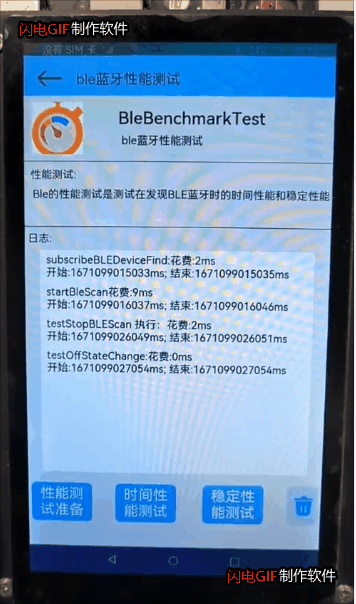 闪电GIF制作软件
没有 SIM 卡
ble蓝牙性能测试
BleBenchmarkTest
ble蓝牙性能测试
性能测试:
Ble的性能测试是测试在发现BLE蓝牙时的时间性能和稳定性能
日志:
subscribeBLEDeviceFind:花费:2ms
开始:1671099015033ms; 结束:1671099015035ms
startBleScan花费:9ms
开始:1671099016037ms; 结束:1671099016046ms
testStopBLEScan 执行: 花费:2ms
开始:1671099026049ms; 结束:1671099026051ms
testOffStateChange:花费:0ms
开始:1671099027054ms; 结束:1671099027054ms
性能测
试准备
时间性
能测试
稳定性
能测试
闪电GIF制作软件